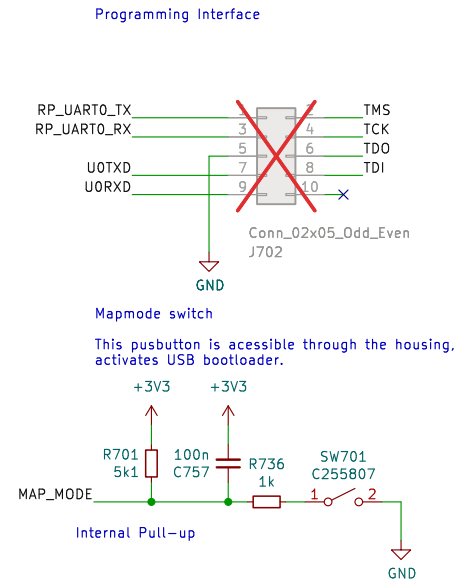 Programming Interface
RP_UART0_TX 1 2 TMS
RP_UART0_RX 3 4 TCK
5 6 TDO
U0TXD 7 8 TDI
U0RXD 9 10
Conn_02x05_Odd_Even
J702
GND
Mapmode switch
This pusbutton is acessible through the housing,
activates USB bootloader.
+3V3 +3V3
R701 100n R736 SW701
5k1 C757 1k C255807
MAP_MODE 1 2
Internal Pull-up
GND